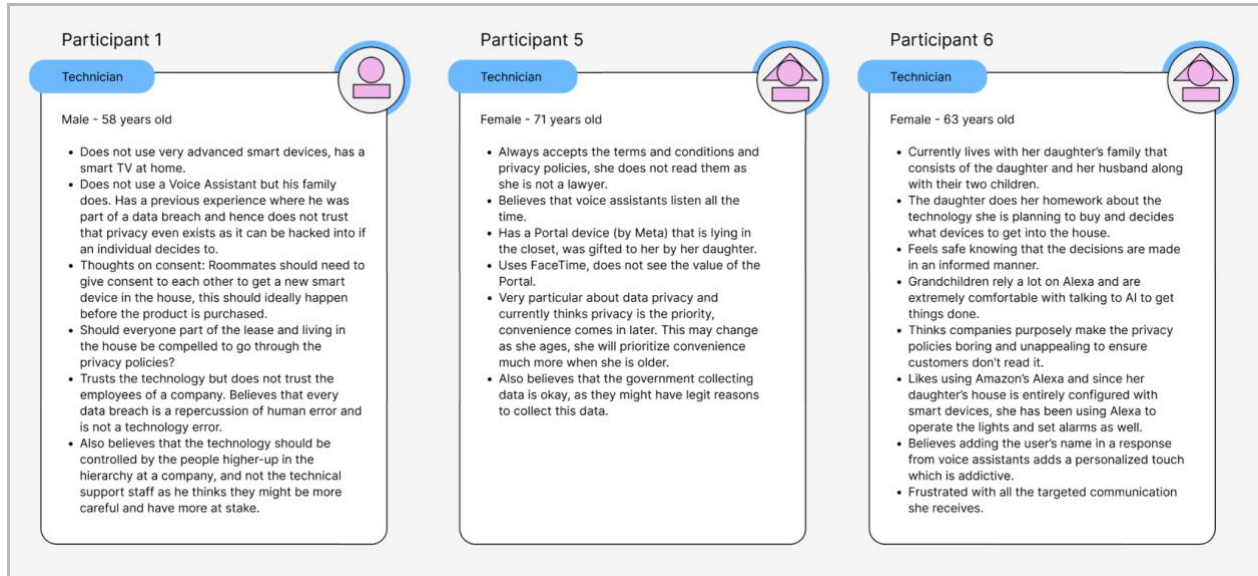 Participant 1
Technician
Male - 58 years old
• Does not use very advanced smart devices, has a
smart TV at home.
• Does not use a Voice Assistant but his family
does. Has a previous experience where he was
part of a data breach and hence does not trust
that privacy even exists as it can be hacked into if
an individual decides to.
• Thoughts on consent: Roommates should need to
give consent to each other to get a new smart
device in the house, this should ideally happen
before the product is purchased.
• Should everyone part of the lease and living in
the house be compelled to go through the
privacy policies?
• Trusts the technology but does not trust the
employees of a company. Believes that every
data breach is a repercussion of human error and
is not a technology error.
• Also believes that the technology should be
controlled by the people higher-up in the
hierarchy at a company, and not the technical
support staff as he thinks they might be more
careful and have more at stake.
Participant 5
Technician
Female - 71 years old
• Always accepts the terms and conditions and
privacy policies, she does not read them as
she is not a lawyer.
• Believes that voice assistants listen all the
time.
• Has a Portal device (by Meta) that is lying in
the closet, was gifted to her by her daughter.
• Uses FaceTime, does not see the value of the
Portal.
• Very particular about data privacy and
currently thinks privacy is the priority,
convenience comes in later. This may change
as she ages, she will prioritize convenience
much more when she is older.
• Also believes that the government collecting
data is okay, as they might have legit reasons
to collect this data.
Participant 6
Technician
Female - 63 years old
• Currently lives with her daughter's family that
consists of the daughter and her husband along
with their two children.
• The daughter does her homework about the
technology she is planning to buy and decides
what devices to get into the house.
• Feels safe knowing that the decisions are made
in an informed manner.
• Grandchildren rely a lot on Alexa and are
extremely comfortable with talking to AI to get
things done.
• Thinks companies purposely make the privacy
policies boring and unappealing to ensure
customers don't read it.
• Likes using Amazon's Alexa and since her
daughter's house is entirely configured with
smart devices, she has been using Alexa to
operate the lights and set alarms as well.
• Believes adding the user's name in a response
from voice assistants adds a personalized touch
which is addictive.
• Frustrated with all the targeted communication
she receives.